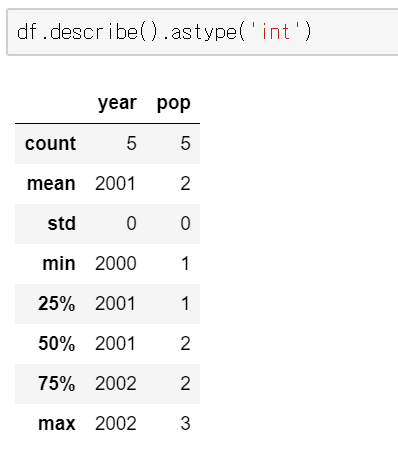 df.describe().astype('int')
year pop
count 5 5
mean 2001 2
std 0 0
min 2000 1
25% 2001 1
50% 2001 2
75% 2002 2
max 2002 3